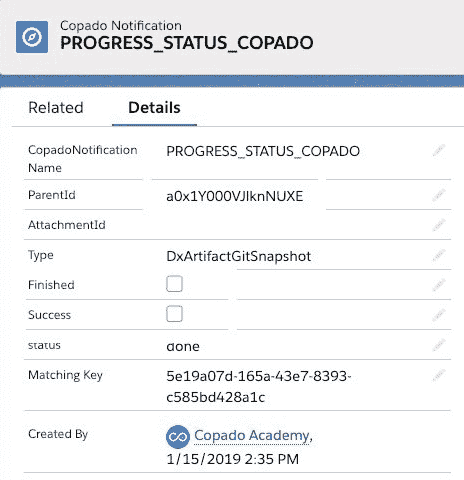 Copado Notification
PROGRESS_STATUS_COPADO
Related Details
CopadoNotification Name PROGRESS_STATUS_COPADO
ParentId a0x1Y000VJlknNUXE
AttachmentId
Type DxArtifactGitSnapshot
Finished
Success
status done
Matching Key 5e19a07d-165a-43e7-8393-
c585bd428a1c
Created By Copado Academy,
1/15/2019 2:35 PM